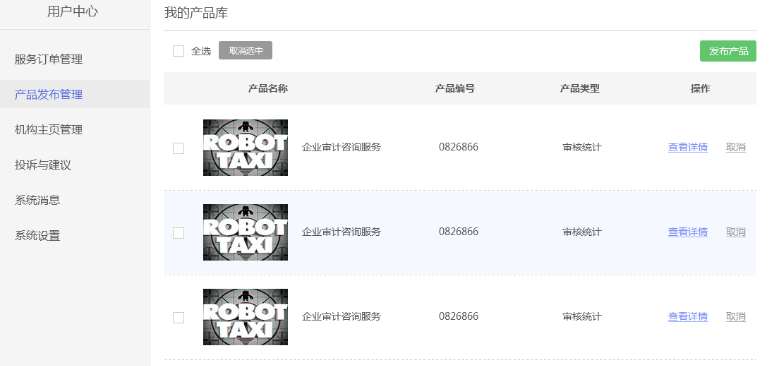 用户中心
服务订单管理
产品发布管理
机构主页管理
投诉与建议
系统消息
系统设置
我的产品库
全选 取消选中 发布产品
产品名称 产品编号 产品类型 操作
ROBOT
TAXI
企业审计咨询服务 0826866 审核统计 查看详情 取消
ROBOT
TAXI
企业审计咨询服务 0826866 审核统计 查看详情 取消
ROBOT
TAXI
企业审计咨询服务 0826866 审核统计 查看详情 取消